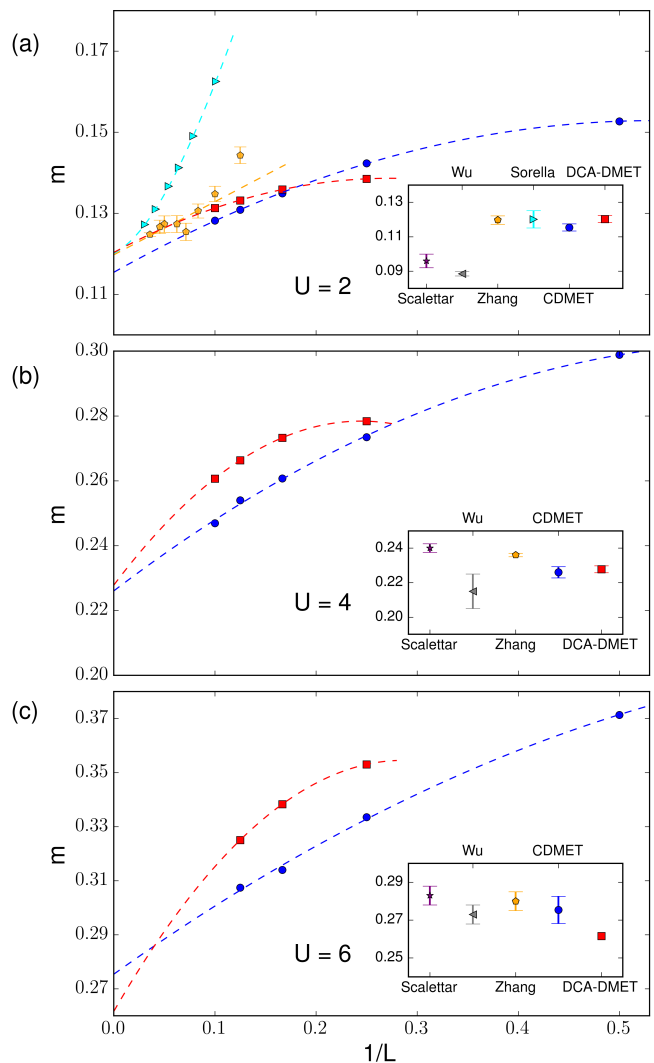 (a)
0.17
0.15
0.13
0.11
m
U = 2
Wu Sorella DCA-DMET
0.13
0.11
0.09
Scalettar Zhang CDMET
(b)
0.30
0.28
0.26
0.24
0.22
0.20
m
U = 4
Wu CDMET
0.24
0.22
0.20
Scalettar Zhang DCA-DMET
(c)
0.37
0.35
0.33
0.31
0.29
0.27
m
U = 6
Wu CDMET
0.29
0.27
0.25
Scalettar Zhang DCA-DMET
0.0 0.1 0.2 0.3 0.4 0.5
1/L